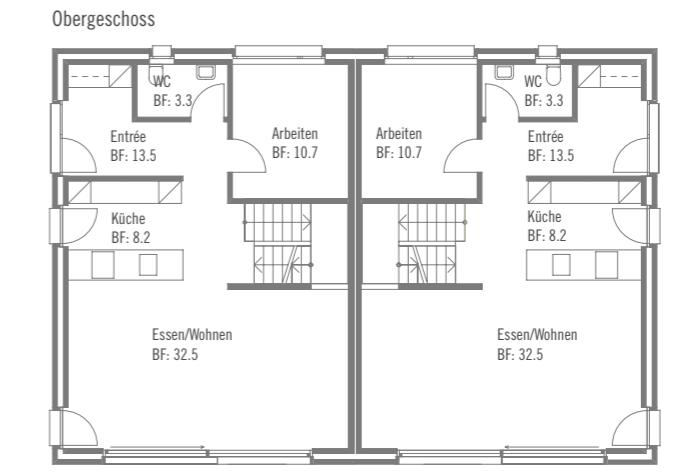 Obergeschoss
WC
BF: 3.3
Entrée
BF: 13.5
Arbeiten
BF: 10.7
Küche
BF: 8.2
Essen/Wohnen
BF: 32.5
Arbeiten
BF: 10.7
WC
BF: 3.3
Entrée
BF: 13.5
Küche
BF: 8.2
Essen/Wohnen
BF: 32.5